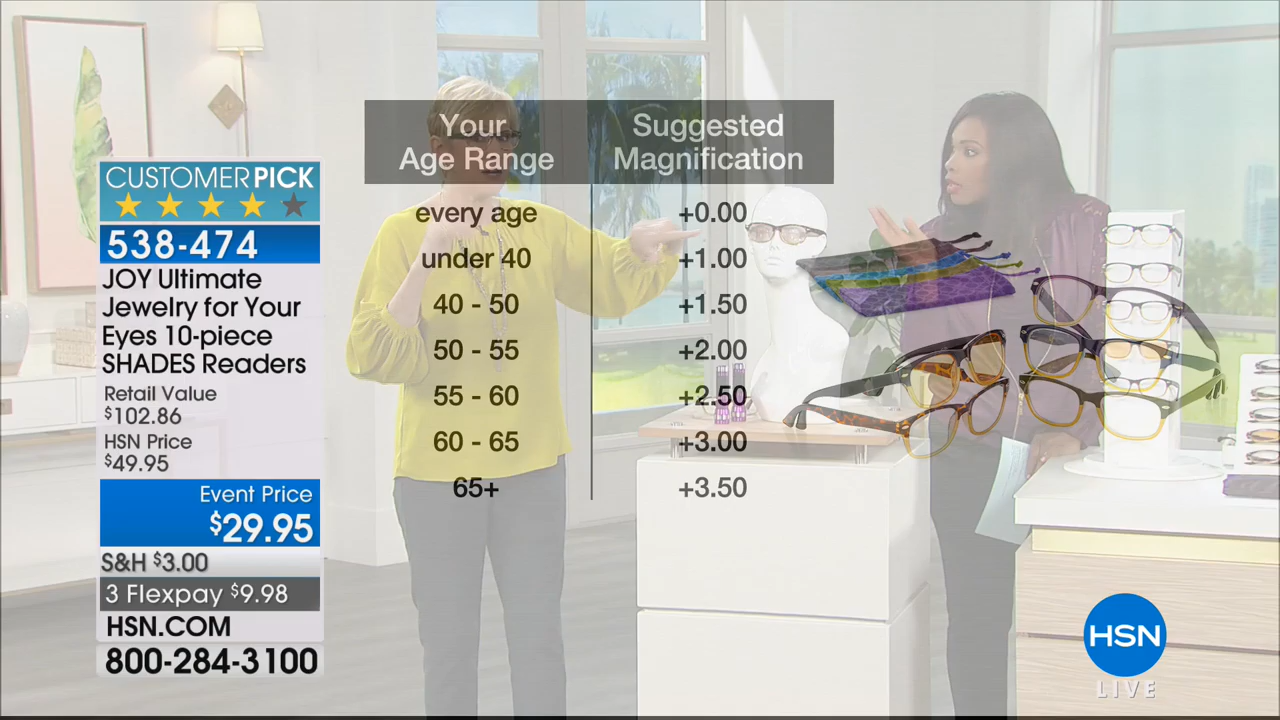 CUSTOMER PICK
538-474
JOY Ultimate
Jewelry for Your
Eyes 10-piece
SHADES Readers
Retail Value
$102.86
HSN Price
$49.95
Event Price
$29.95
S&H $3.00
3 Flexpay $9.98
HSN.COM
800-284-3100
Your Age Range
Suggested Magnification
every age +0.00
under 40 +1.00
40 - 50 +1.50
50 - 55 +2.00
55 - 60 +2.50
60 - 65 +3.00
65+ +3.50
HSN
LIVE